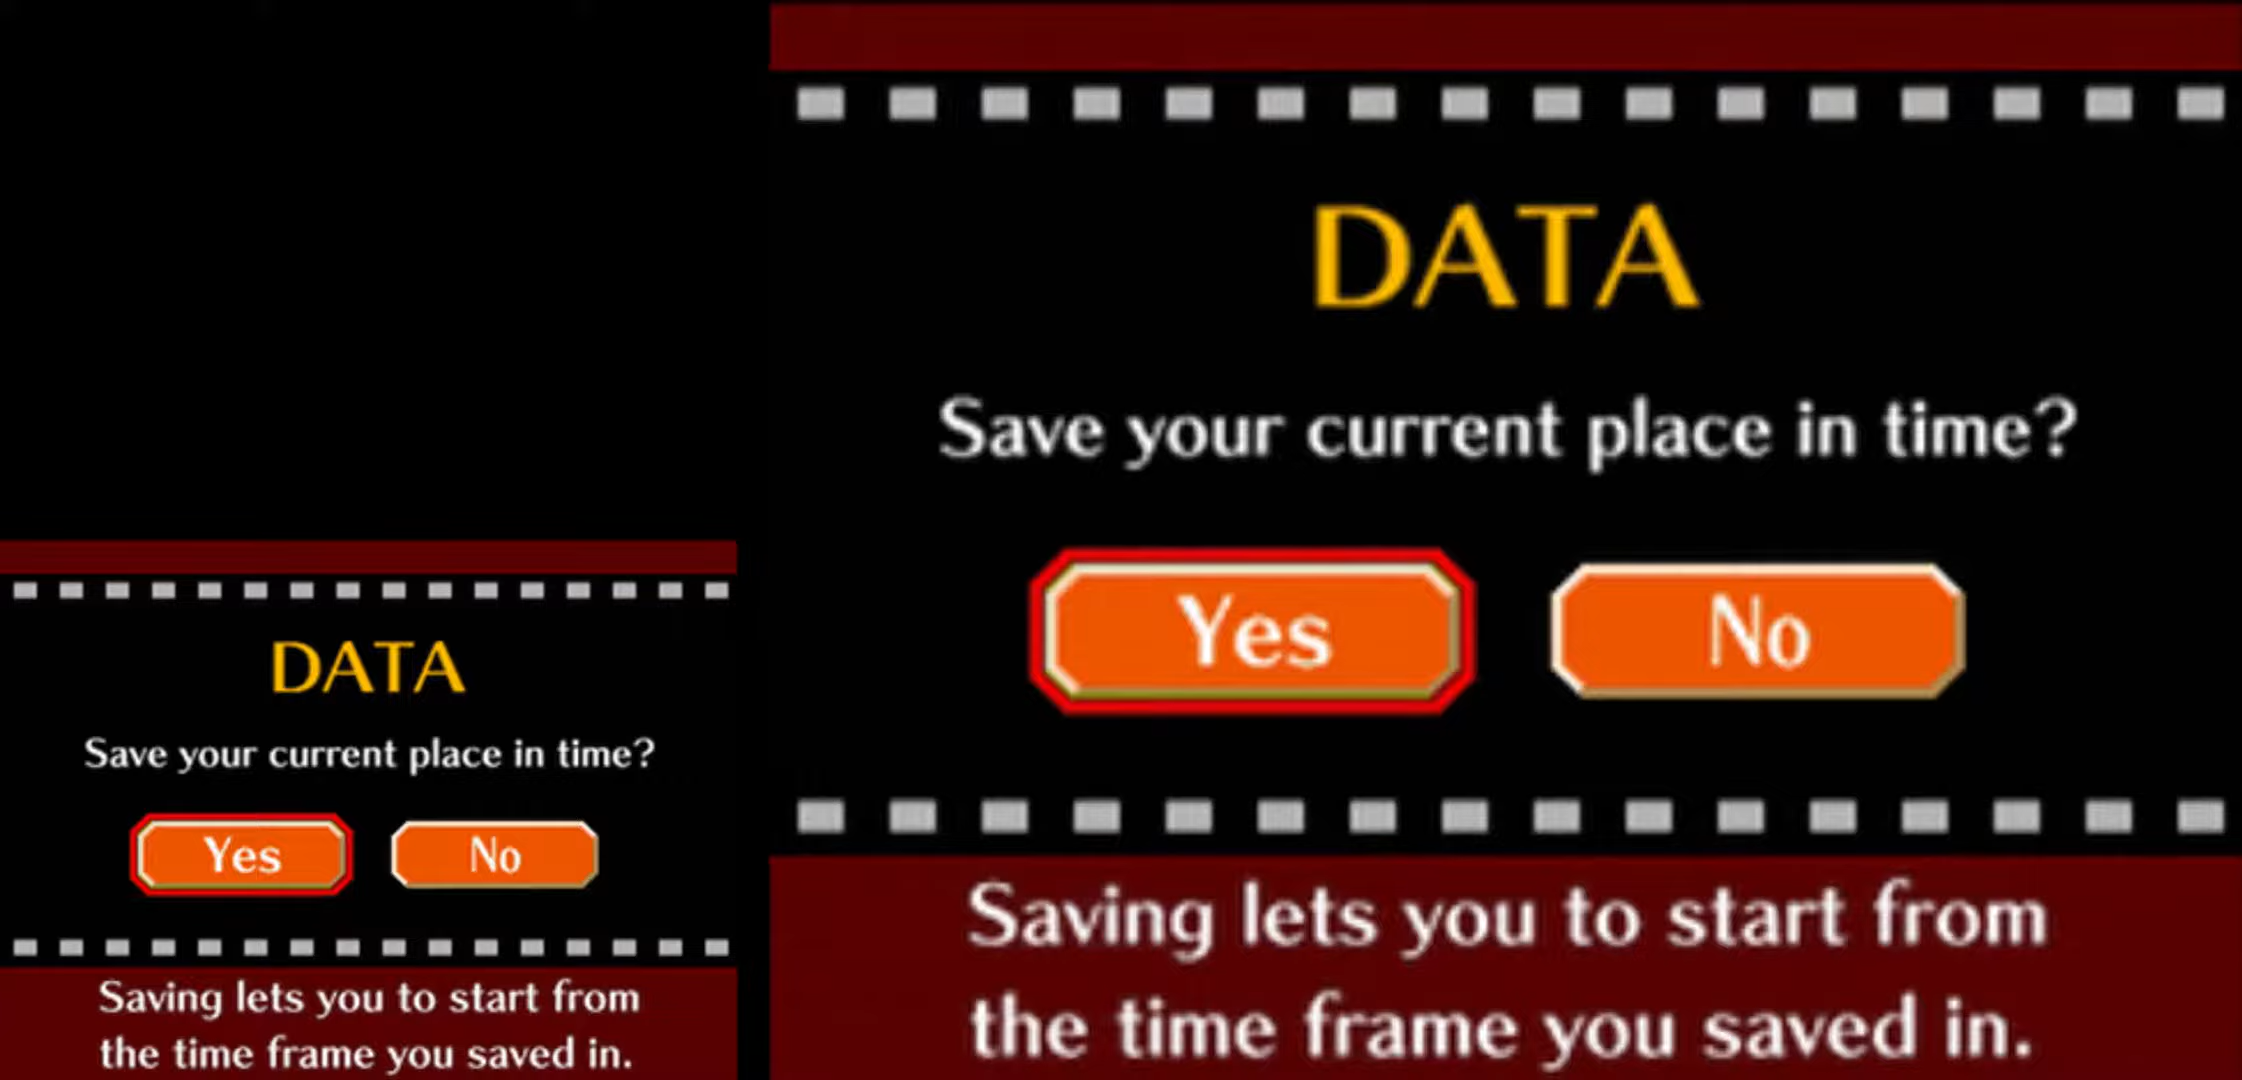 DATA
Save your current place in time?
Yes No
Saving lets you to start from
the time frame you saved in.
DATA
Save your current place in time?
Yes No
Saving lets you to start from
the time frame you saved in.